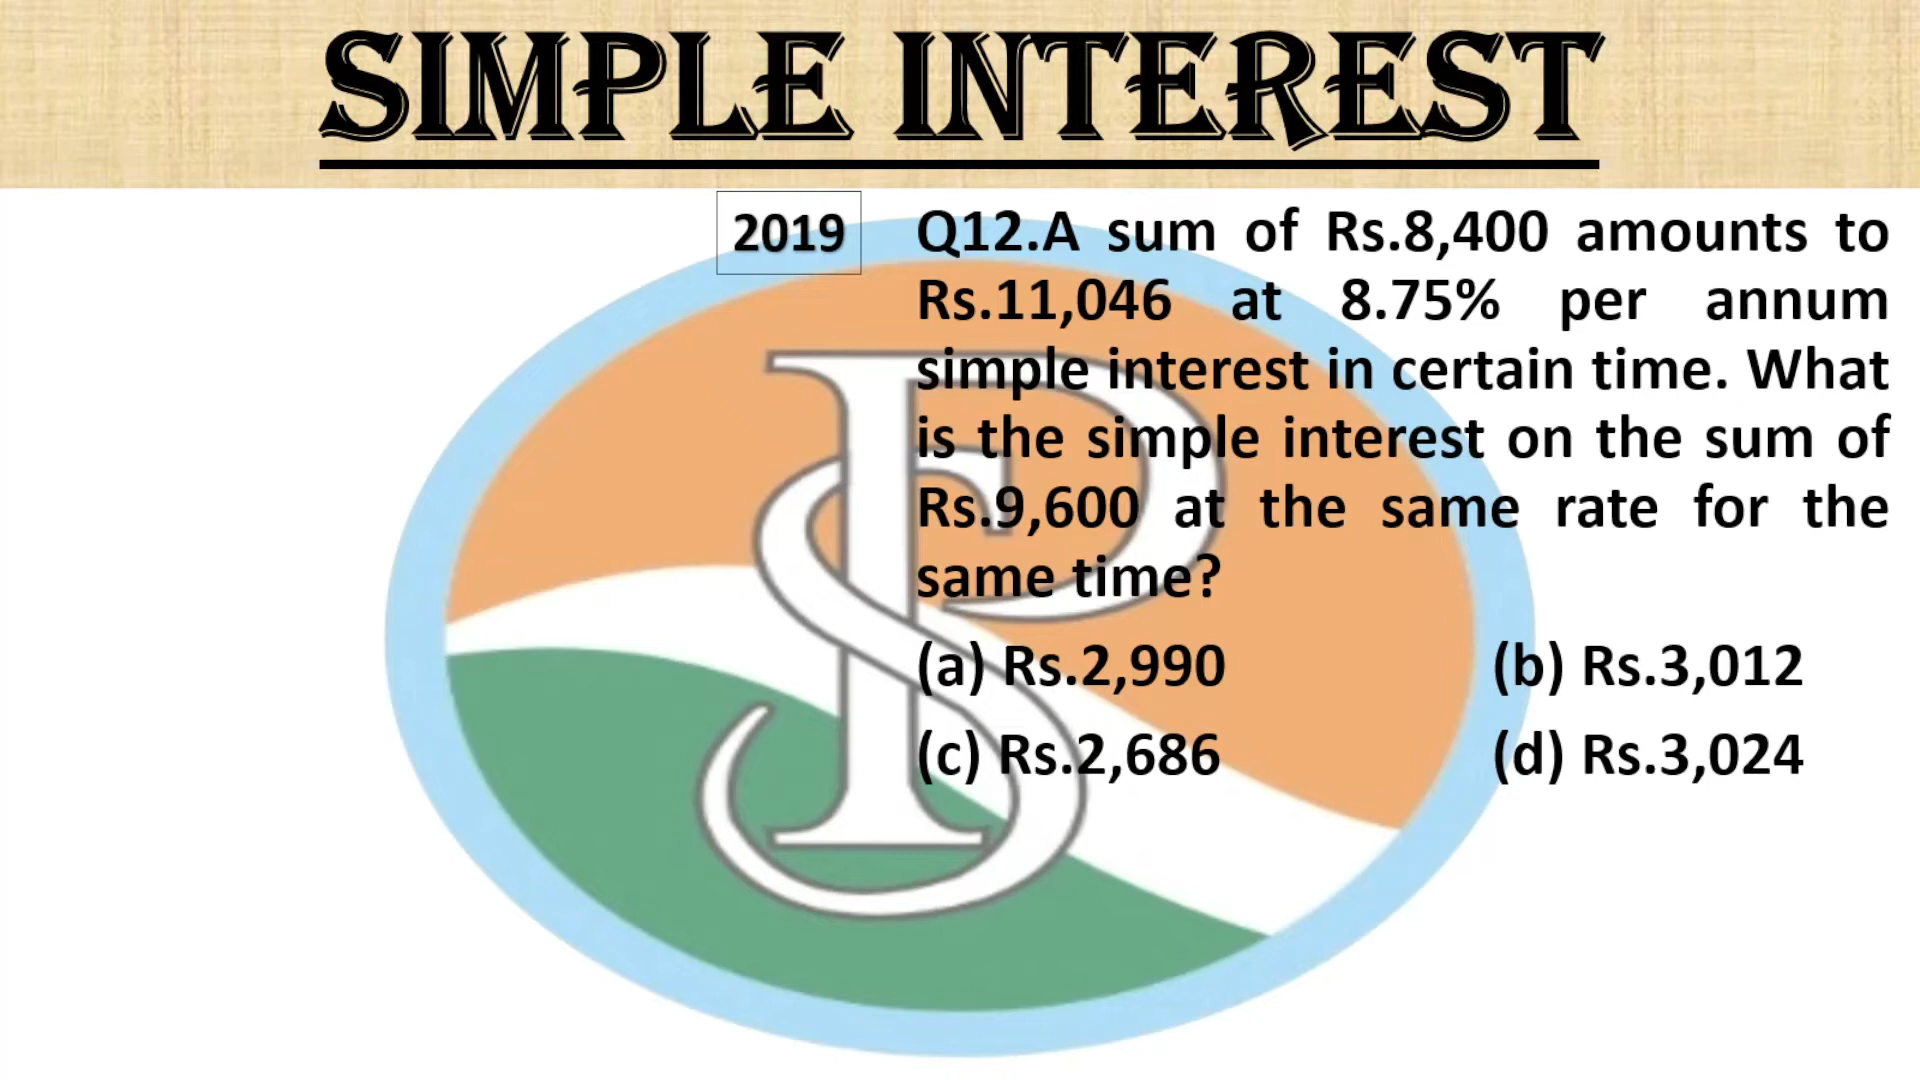 SIMPLE INTEREST
2019
Q12.A sum of Rs.8,400 amounts to
Rs.11,046 at 8.75% per annum
simple interest in certain time. What
is the simple interest on the sum of
Rs.9,600 at the same rate for the
same time?
(a) Rs.2,990 (b) Rs.3,012
(c) Rs.2,686 (d) Rs.3,024